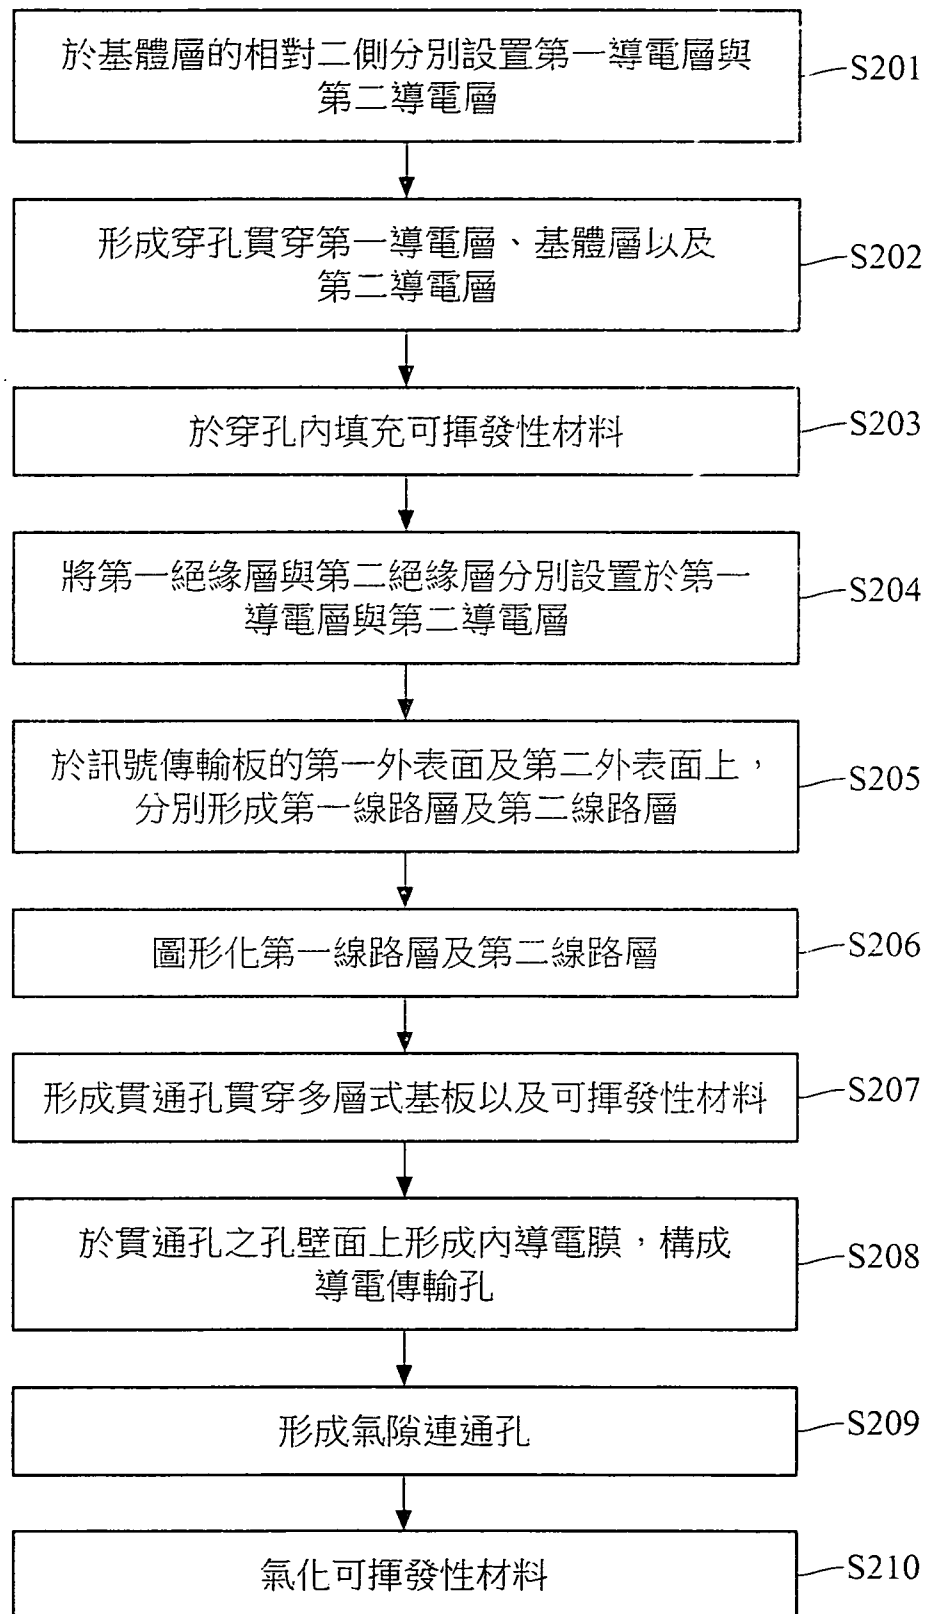 於基體層的相對二側分別設置第一導電層與
第二導電層
S201
形成穿孔貫穿第一導電層、基體層以及
第二導電層
S202
於穿孔內填充可揮發性材料
S203
將第一絕緣層與第二絕緣層分別設置於第一
導電層與第二導電層
S204
於訊號傳輸板的第一外表面及第二外表面上，
分別形成第一線路層及第二線路層
S205
圖形化第一線路層及第二線路層
S206
形成貫通孔貫穿多層式基板以及可揮發性材料
S207
於貫通孔之孔壁面上形成內導電膜，構成
導電傳輸孔
S208
形成氣隙連通孔
S209
氣化可揮發性材料
S210